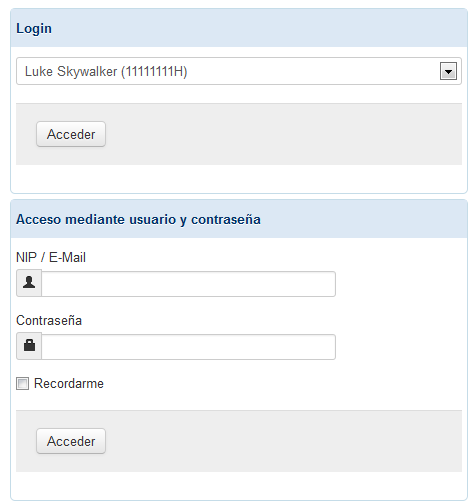 Login
Luke Skywalker (11111111H)
Acceder
Acceso mediante usuario y contraseña
NIP / E-Mail
Contraseña
Recordarme
Acceder